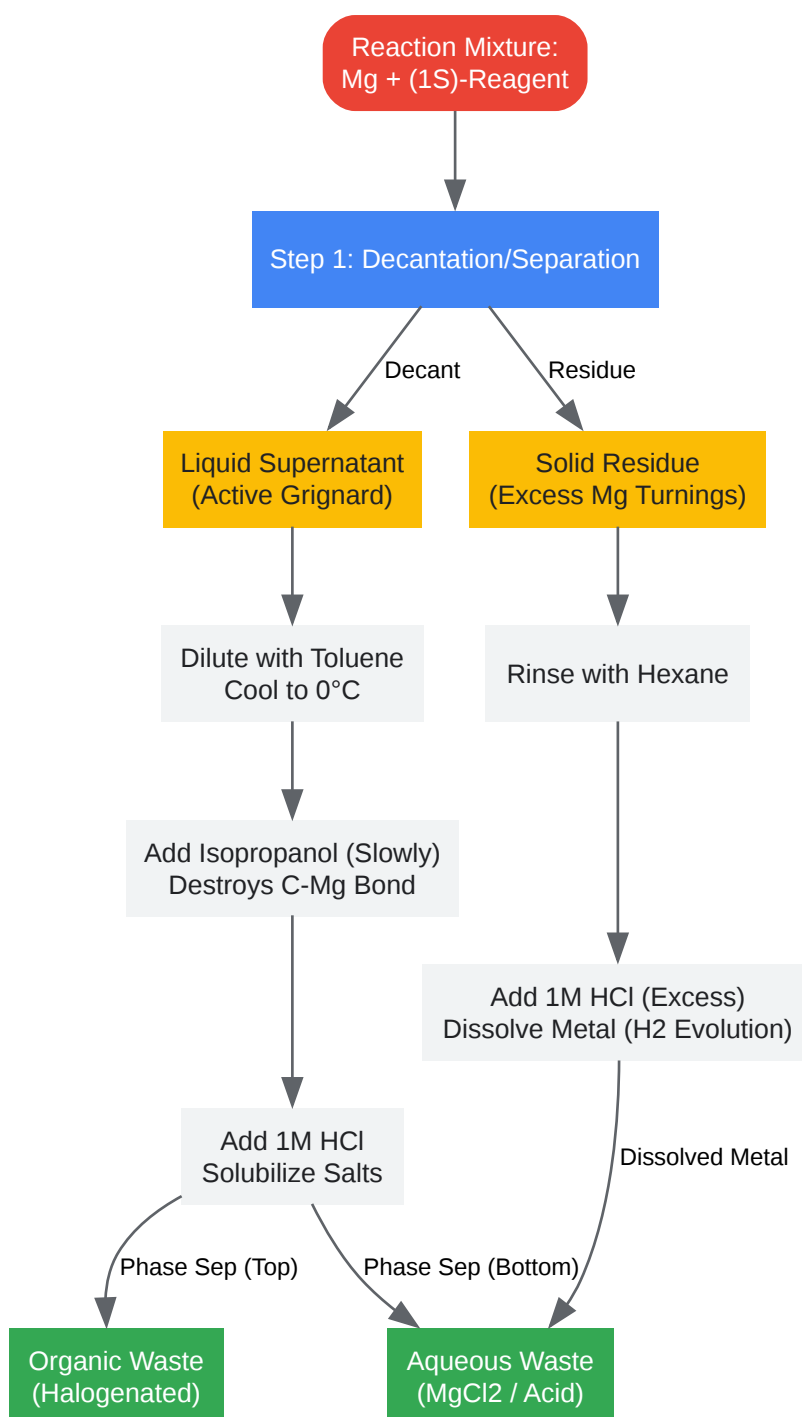 Reaction Mixture:
Mg + (1S)-Reagent
Step 1: Decantation/Separation
Decant
Residue
Liquid Supernatant
(Active Grignard)
Solid Residue
(Excess Mg Turnings)
Dilute with Toluene
Cool to 0°C
Rinse with Hexane
Add Isopropanol (Slowly)
Destroys C-Mg Bond
Add 1M HCl (Excess)
Dissolve Metal (H2 Evolution)
Add 1M HCl
Solubilize Salts
Dissolved Metal
Phase Sep (Top)
Phase Sep (Bottom)
Organic Waste
(Halogenated)
Aqueous Waste
(MgCl2 / Acid)